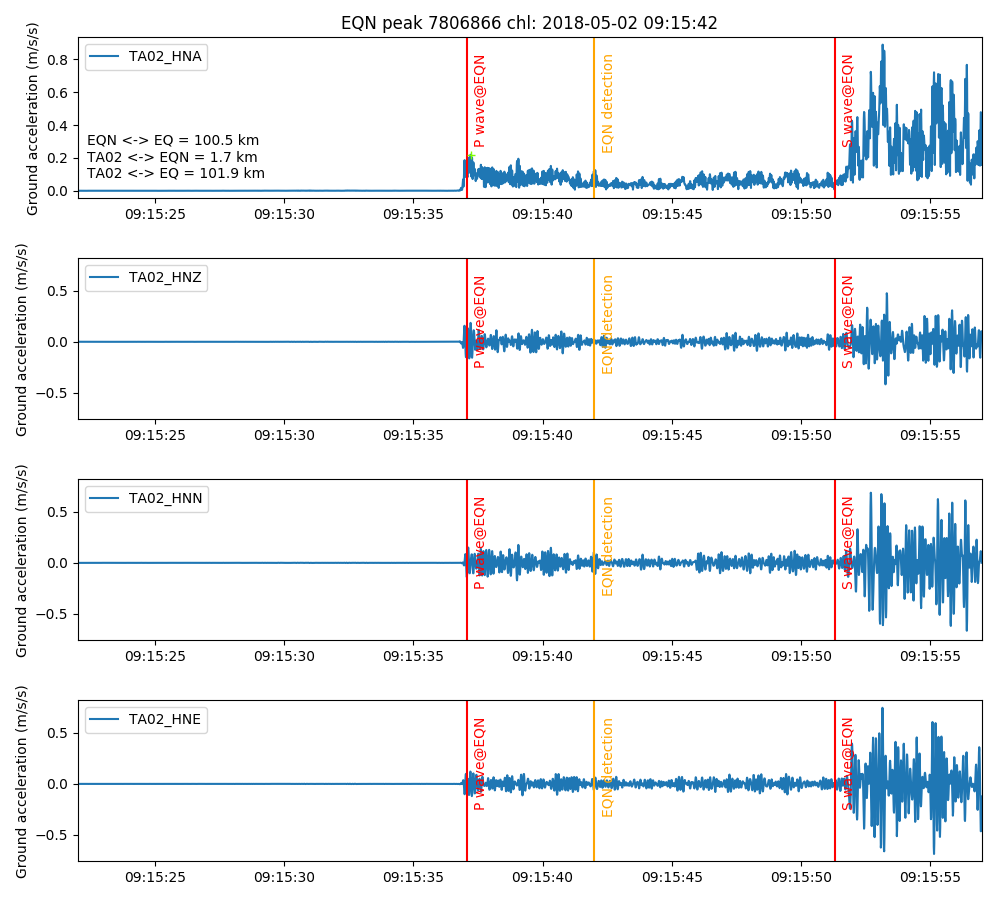 EQN peak 7806866 chl: 2018-05-02 09:15:42
Ground acceleration (m/s/s)
0.8
0.6
0.4
0.2
0.0
TA02_HNA
P wave@EQN
EQN detection
S wave@EQN
EQN <-> EQ = 100.5 km
TA02 <-> EQN = 1.7 km
TA02 <-> EQ = 101.9 km
09:15:25 09:15:30 09:15:35 09:15:40 09:15:45 09:15:50 09:15:55
Ground acceleration (m/s/s)
0.5
0.0
−0.5
TA02_HNZ
P wave@EQN
EQN detection
S wave@EQN
09:15:25 09:15:30 09:15:35 09:15:40 09:15:45 09:15:50 09:15:55
Ground acceleration (m/s/s)
0.5
0.0
−0.5
TA02_HNN
P wave@EQN
EQN detection
S wave@EQN
09:15:25 09:15:30 09:15:35 09:15:40 09:15:45 09:15:50 09:15:55
Ground acceleration (m/s/s)
0.5
0.0
−0.5
TA02_HNE
P wave@EQN
EQN detection
S wave@EQN
09:15:25 09:15:30 09:15:35 09:15:40 09:15:45 09:15:50 09:15:55